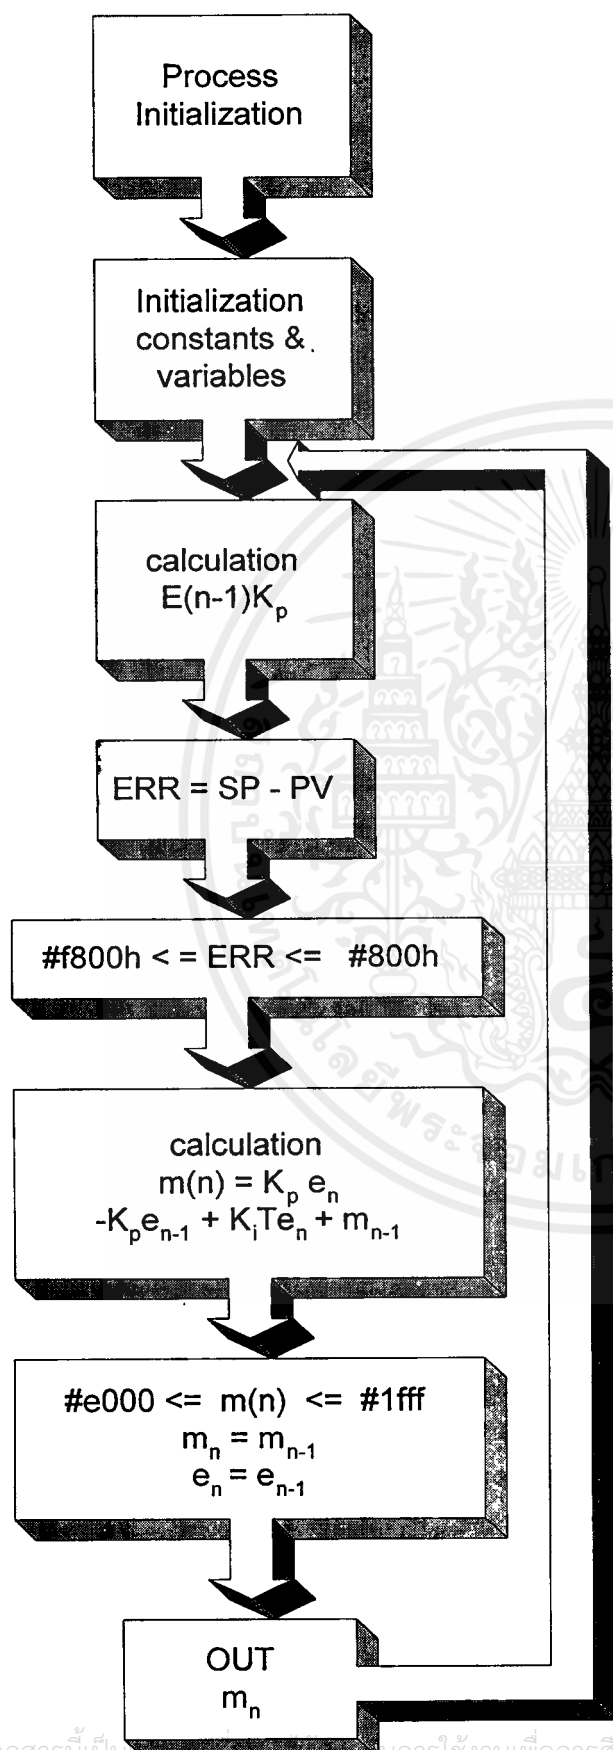 Process
Initialization
Initialization
constants &
variables
calculation
E(n-1)Kₚ
ERR = SP - PV
#f800h < = ERR <= #800h
calculation
m(n) = Kₚ eₙ
-Kₚeₙ₋₁ + KᵢTeₙ + mₙ₋₁
#e000 <= m(n) <= #1fff
mₙ = mₙ₋₁
eₙ = eₙ₋₁
OUT
mₙ